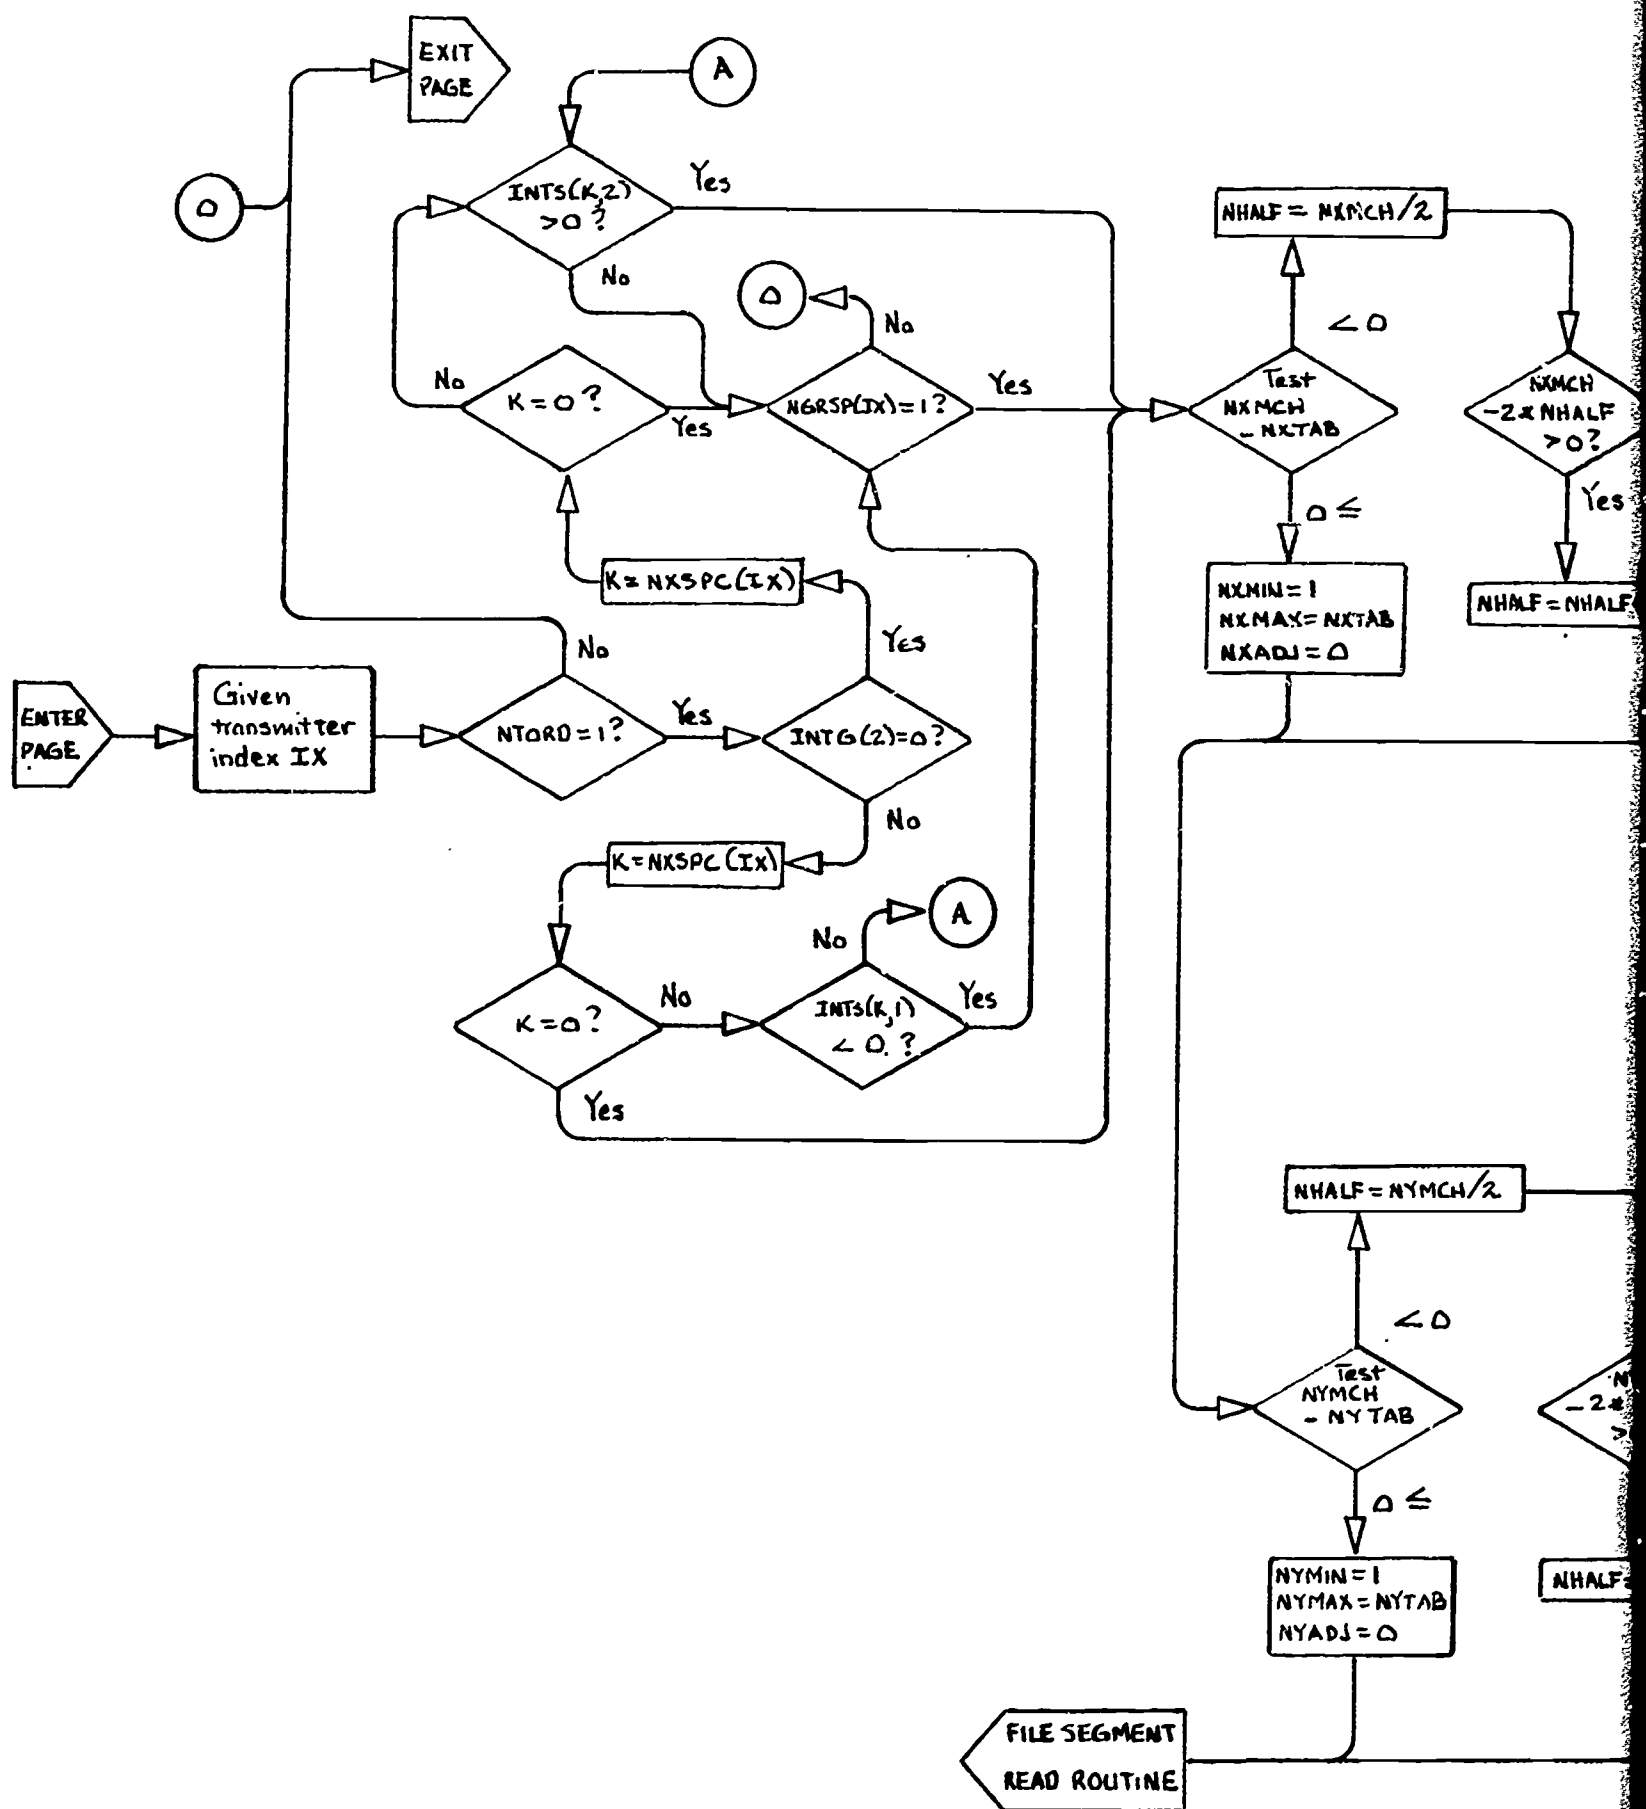 EXIT
PAGE
A
O
INTS(K,2)
>0?
Yes
No
NHALF = NXMCH/2
O
No
<0
No
K=0?
Yes
NGRSP(IX)=1?
Yes
Test
NXMCH
- NXTAB
NXMCH
-2*NHALF
>0?
Yes
0 ≤
K = NXSPC(IX)
NXMIN = 1
NXMAX = NXTAB
NXADJ = 0
NHALF = NHALF
No
YES
ENTER
PAGE
Given
transmitter
index IX
NTORD=1?
Yes
INTG(2)=0?
No
K=NXSPC(IX)
A
No
K=0?
No
INTS(K,1)
< 0. ?
Yes
Yes
NHALF = NYMCH/2
<0
Test
NYMCH
- NYTAB
-2*
>
0 ≤
NYMIN = 1
NYMAX = NYTAB
NYADJ = 0
NHALF=
FILE SEGMENT
READ ROUTINE